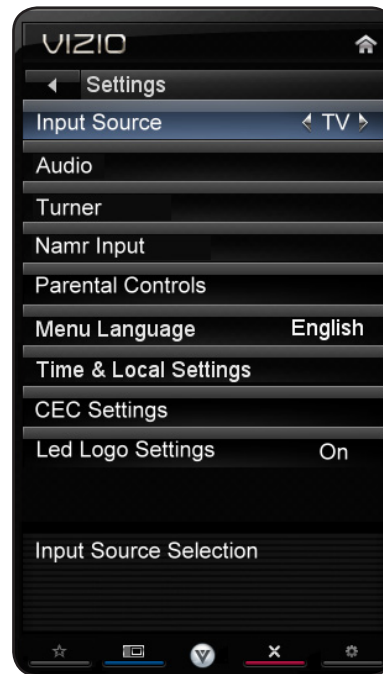 VIZIO
Settings
Input Source TV
Audio
Turner
Namr Input
Parental Controls
Menu Language English
Time & Local Settings
CEC Settings
Led Logo Settings On
Input Source Selection
V